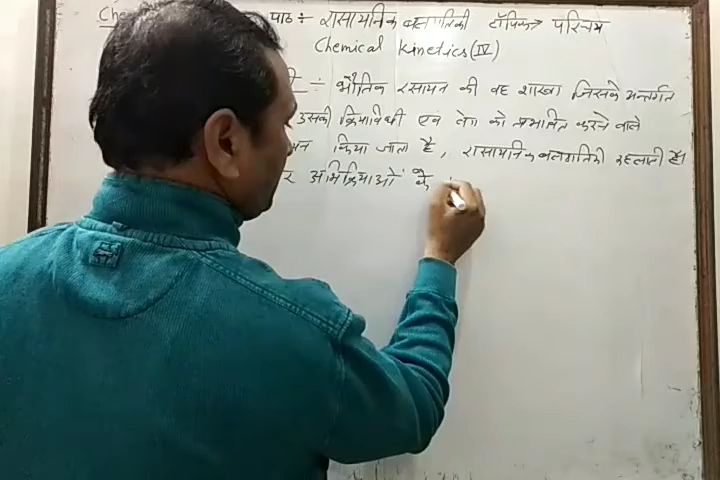 Che पाठ ÷ रासायनिक बलगतिकी टॉपिक → परिचय
Chemical Kinetics (IV)
÷ भौतिक रसायन की वह शाखा जिसके अन्तर्गत
उसकी क्रियाविधी एवं वेग को प्रभावित करने वाले
किया जाता है, रासायनिक बलगतिकी कहलाती है।
र अभिक्रियाओं के